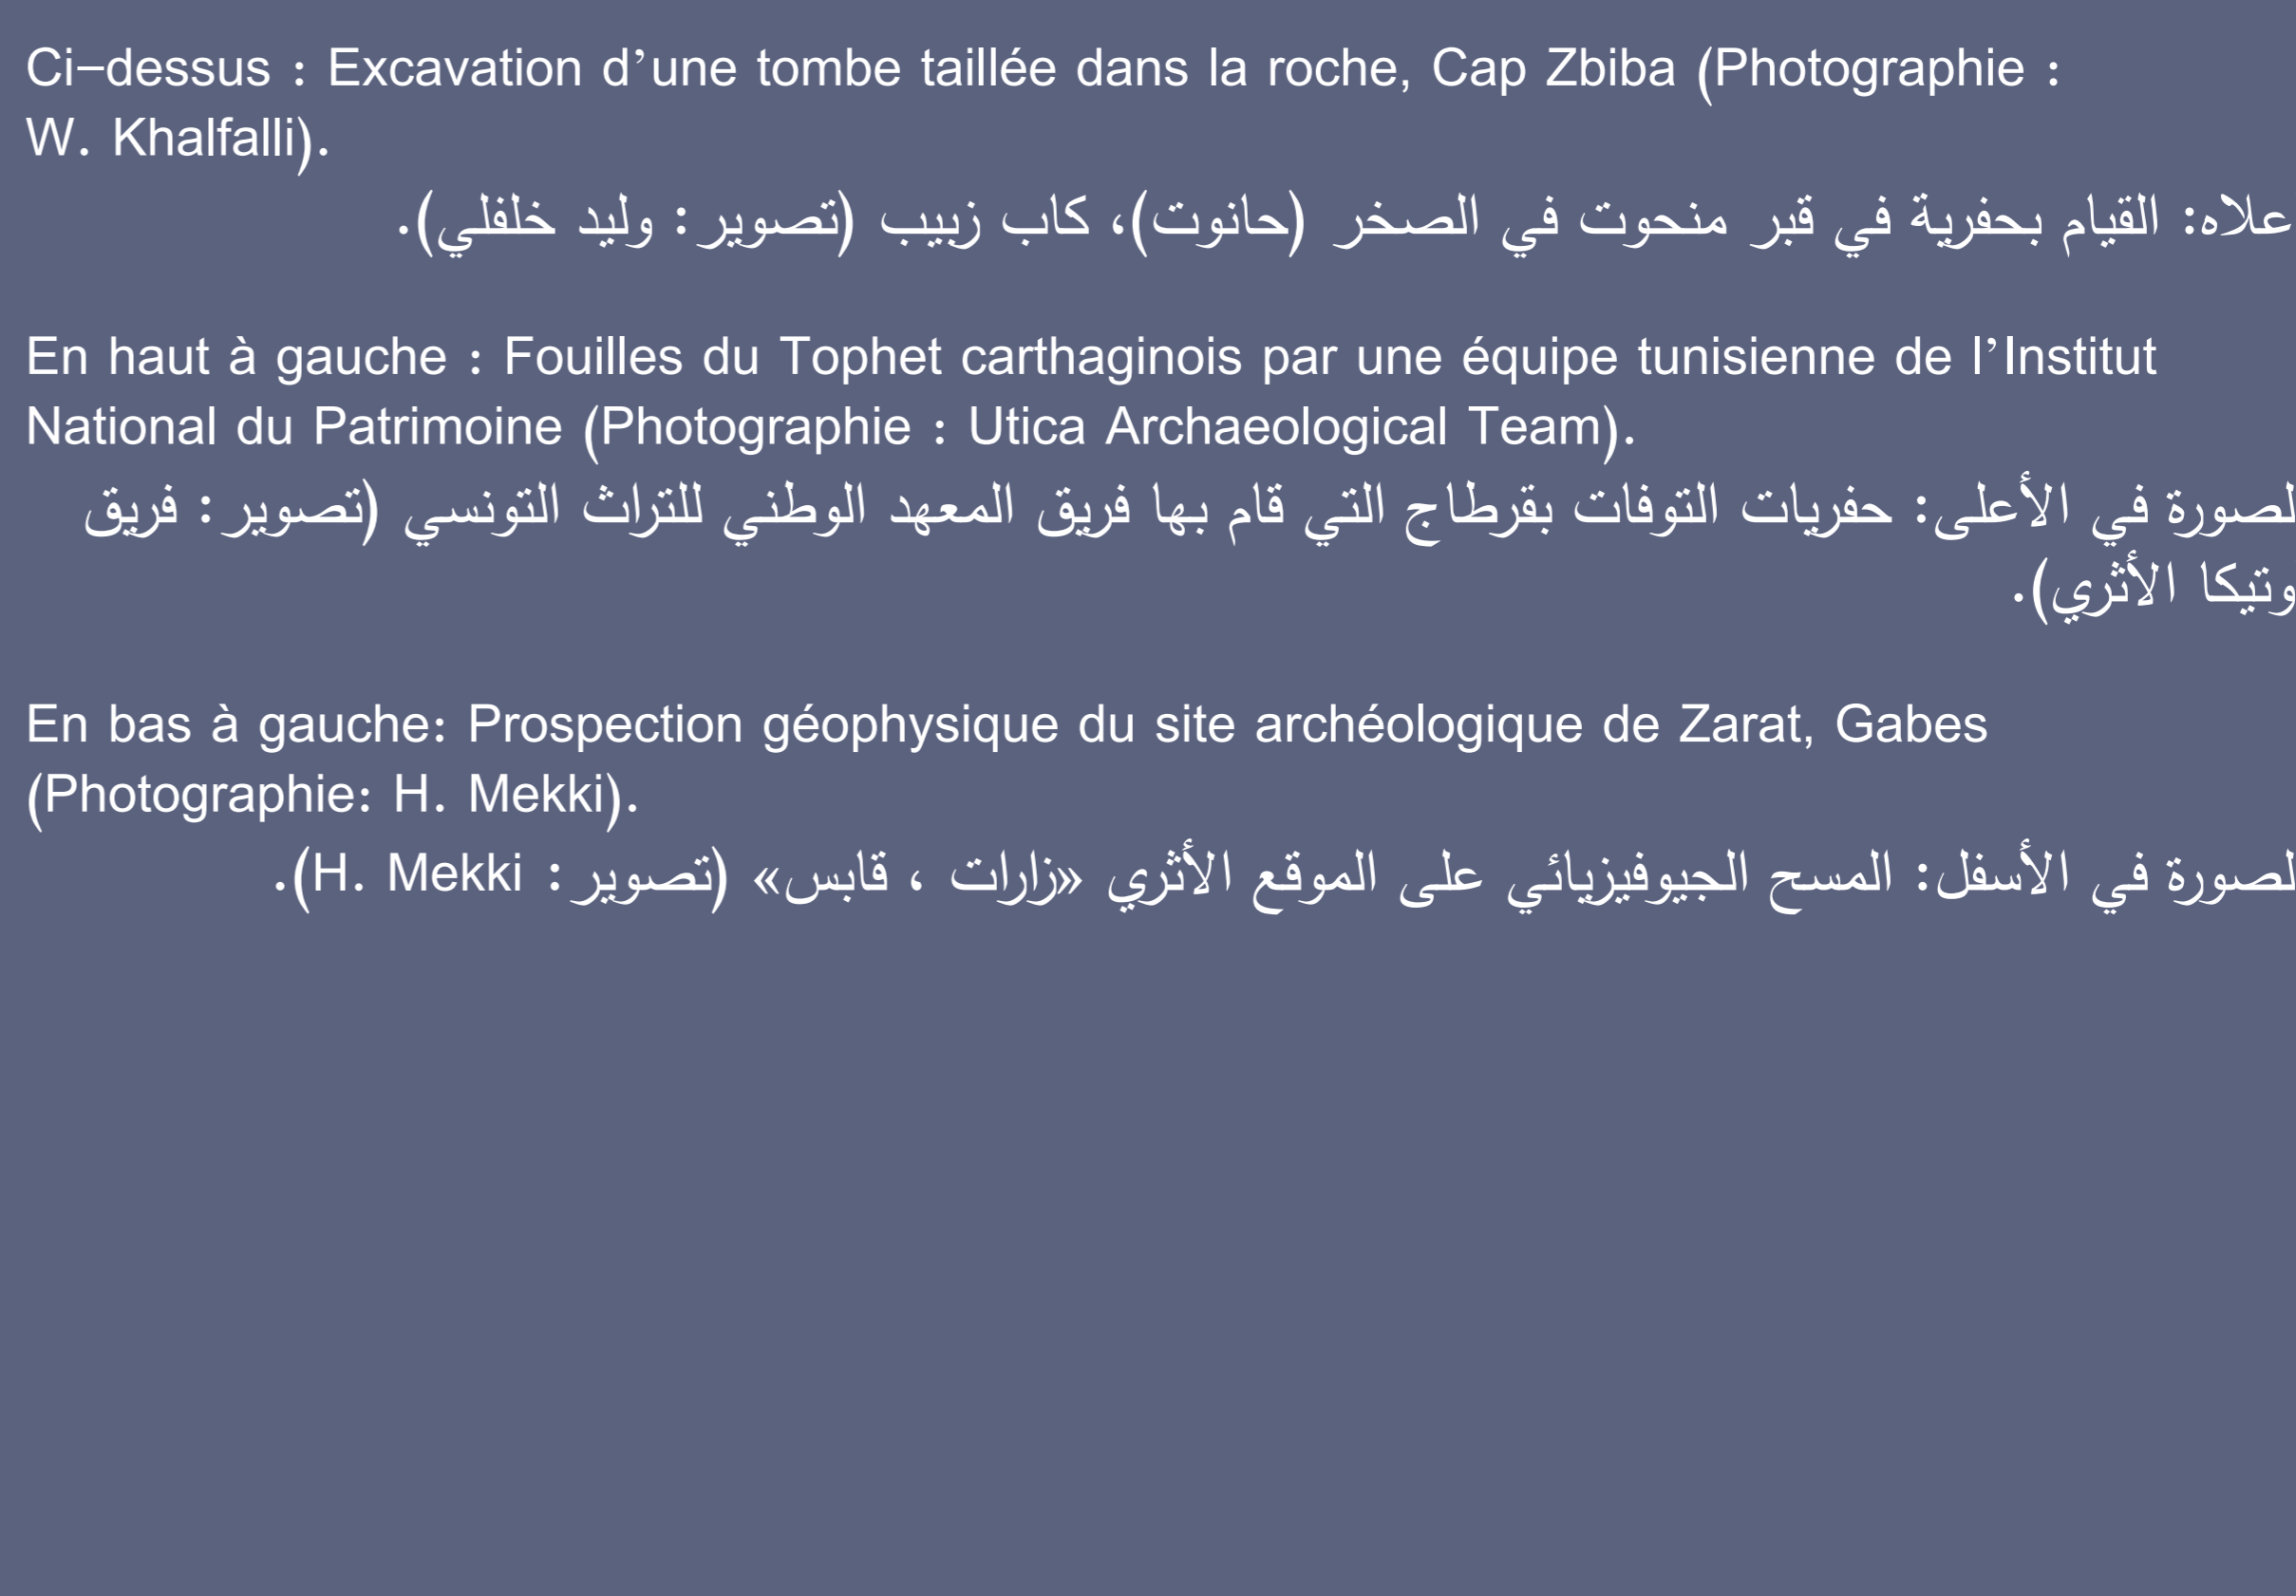 Ci-dessus : Excavation d’une tombe taillée dans la roche, Cap Zbiba (Photographie :
W. Khalfalli).
علاه: القيام بحفرية في قبر منحوت في الصخر (حانوت)، كاب زبيب (تصوير: وليد خلفلي).
En haut à gauche : Fouilles du Tophet carthaginois par une équipe tunisienne de l’Institut
National du Patrimoine (Photographie : Utica Archaeological Team).
لصورة في الأعلى: حفريات التوفات بقرطاج التي قام بها فريق المعهد الوطني للتراث التونسي (تصوير: فريق
وتيكا الأثري).
En bas à gauche: Prospection géophysique du site archéologique de Zarat, Gabes
(Photographie: H. Mekki).
لصورة في الأسفل: المسح الجيوفيزيائي على الموقع الأثري «زارات ، قابس» (تصوير: H. Mekki).